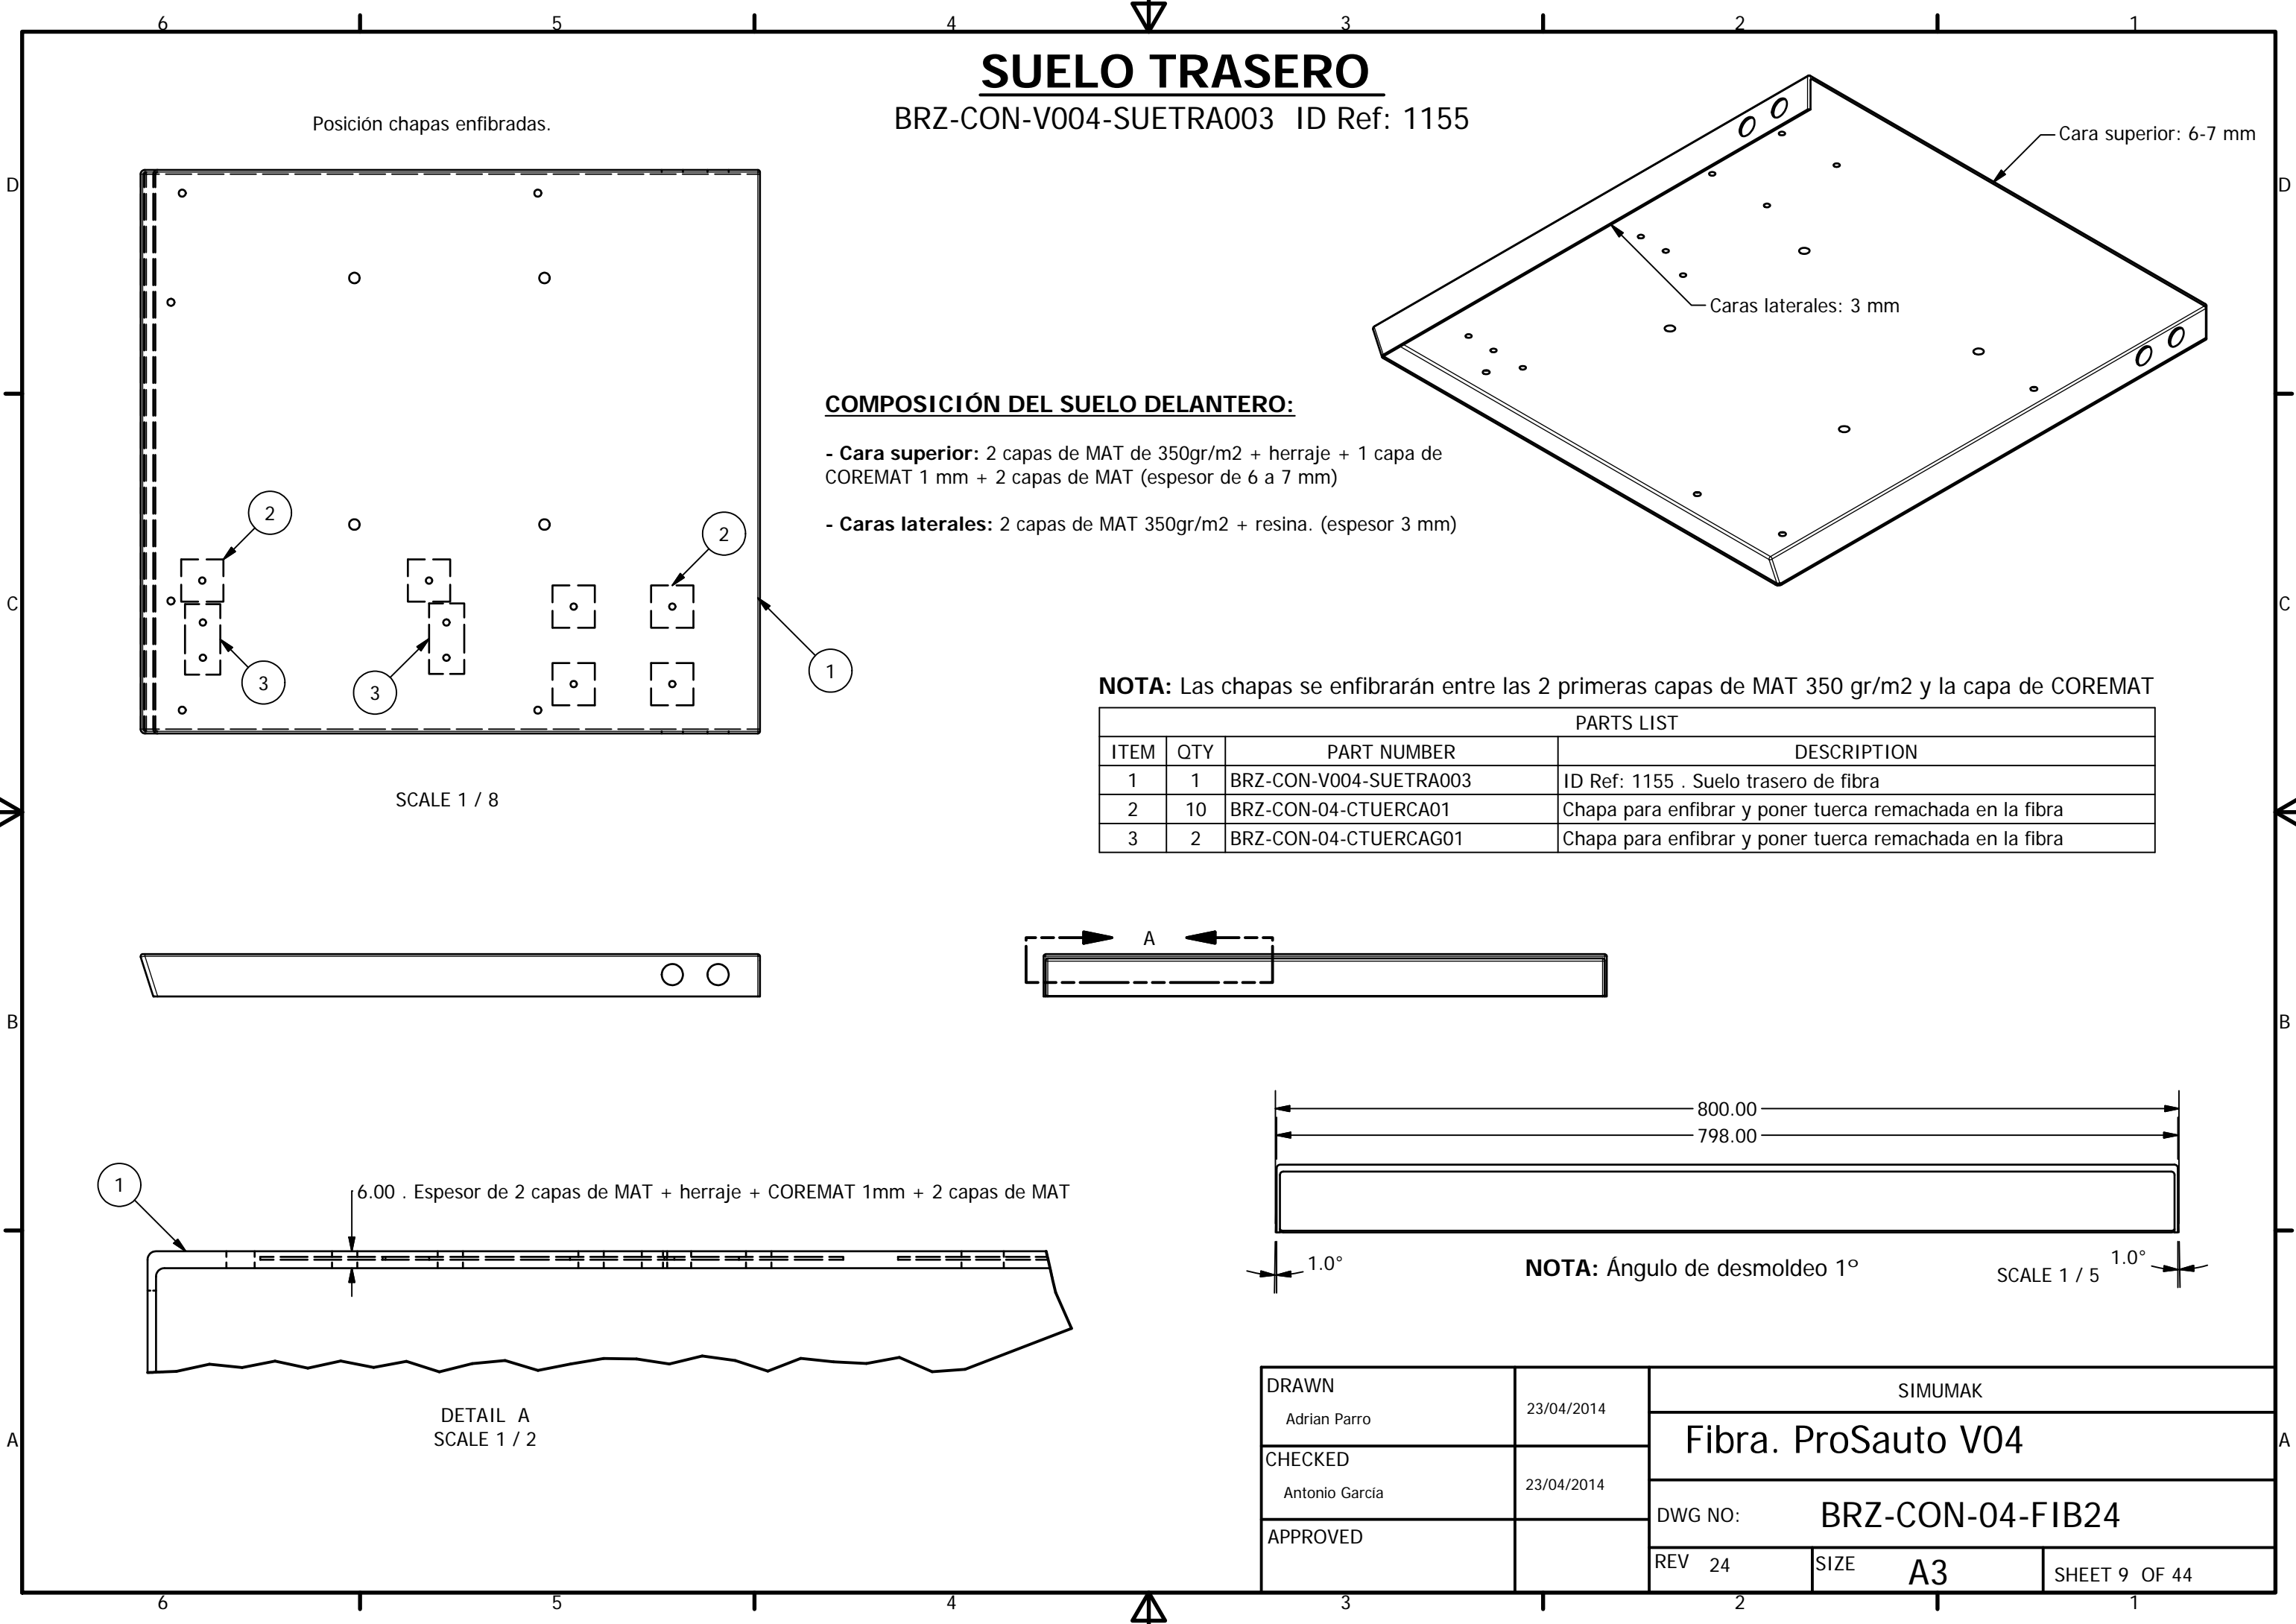 6 5 4 3 2 1
SUELO TRASERO
BRZ-CON-V004-SUETRA003 ID Ref: 1155
Posición chapas enfibradas.
Cara superior: 6-7 mm
D D
Caras laterales: 3 mm
COMPOSICIÓN DEL SUELO DELANTERO:
- Cara superior: 2 capas de MAT de 350gr/m2 + herraje + 1 capa de
COREMAT 1 mm + 2 capas de MAT (espesor de 6 a 7 mm)
- Caras laterales: 2 capas de MAT 350gr/m2 + resina. (espesor 3 mm)
2
2
C C
3
3
1
SCALE 1 / 8
NOTA: Las chapas se enfibrarán entre las 2 primeras capas de MAT 350 gr/m2 y la capa de COREMAT
PARTS LIST
ITEM QTY PART NUMBER DESCRIPTION
1 1 BRZ-CON-V004-SUETRA003 ID Ref: 1155 . Suelo trasero de fibra
2 10 BRZ-CON-04-CTUERCA01 Chapa para enfibrar y poner tuerca remachada en la fibra
3 2 BRZ-CON-04-CTUERCAG01 Chapa para enfibrar y poner tuerca remachada en la fibra
A
B B
1
6.00 . Espesor de 2 capas de MAT + herraje + COREMAT 1mm + 2 capas de MAT
DETAIL A
SCALE 1 / 2
800.00
798.00
1.0°
NOTA: Ángulo de desmoldeo 1º
SCALE 1 / 5
1.0°
A A
DRAWN
Adrian Parro
23/04/2014
CHECKED
Antonio García
23/04/2014
APPROVED
SIMUMAK
Fibra. ProSauto V04
DWG NO: BRZ-CON-04-FIB24
REV 24 SIZE A3 SHEET 9 OF 44
6 5 4 3 2 1